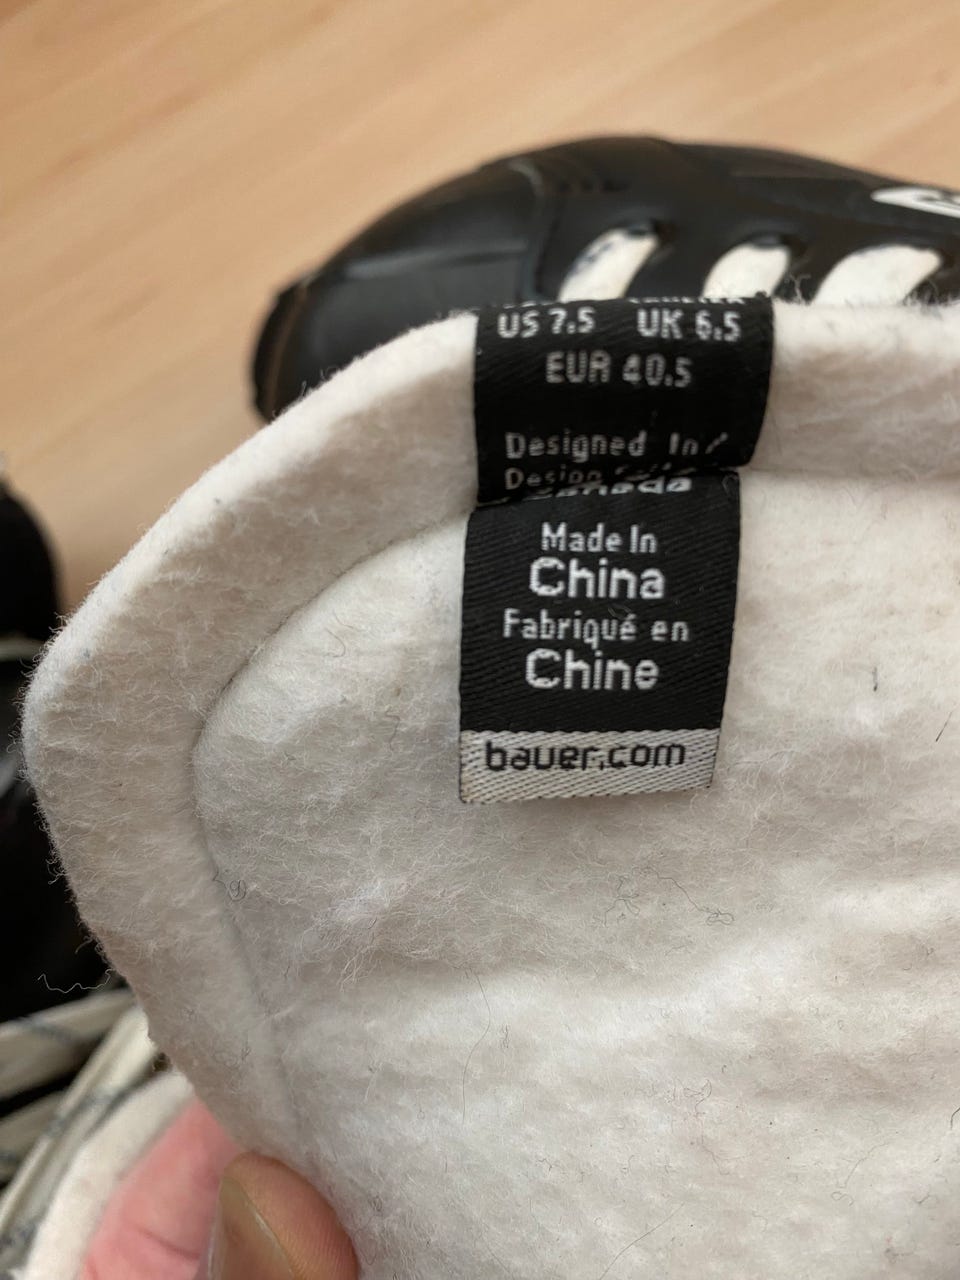 US 7.5 UK 6.5
EUR 40.5
Designed In/
Canada
Made In
China
Fabriqué en
Chine
bauer.com